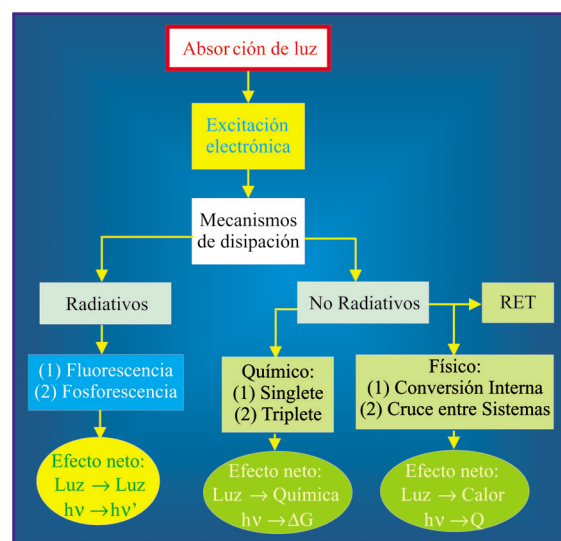 Absorción de luz
Excitación
electrónica
Mecanismos
de disipación
Radiativos
No Radiativos
RET
(1) Fluorescencia
(2) Fosforescencia
Químico:
(1) Singlete
(2) Triplete
Físico:
(1) Conversión Interna
(2) Cruce entre Sistemas
Efecto neto:
Luz → Luz
hν → hν’
Efecto neto:
Luz → Química
hν → ΔG
Efecto neto:
Luz → Calor
hν → Q